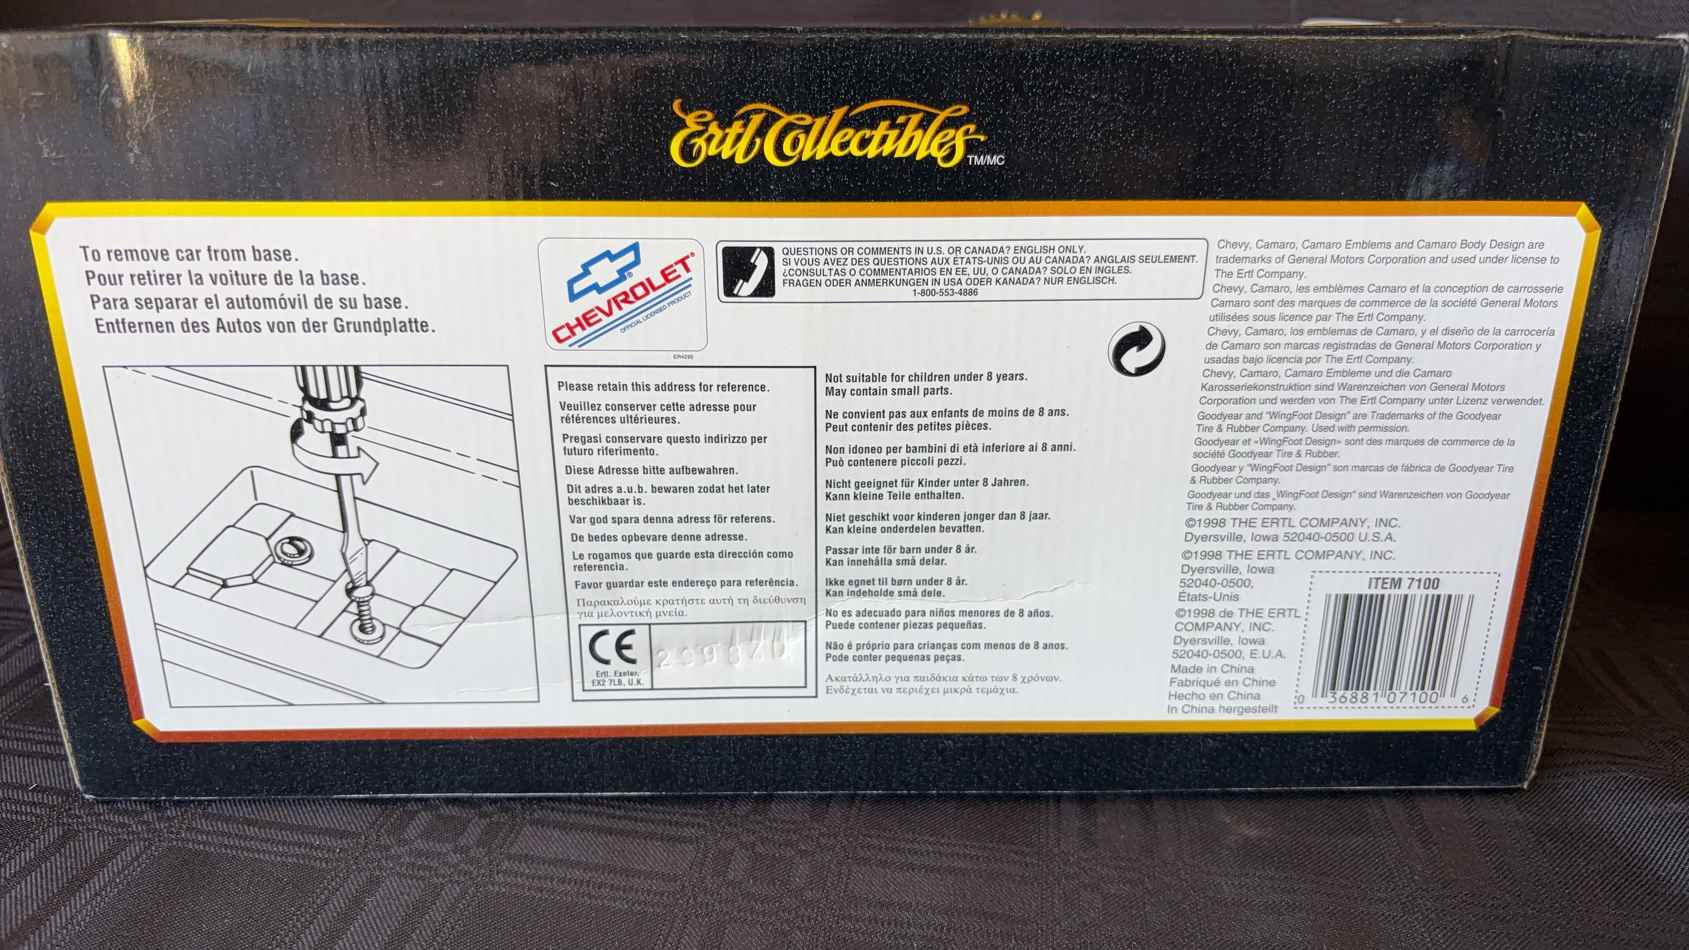 Ertl Collectibles TM/MC
To remove car from base.
Pour retirer la voiture de la base.
Para separar el automóvil de su base.
Entfernen des Autos von der Grundplatte.
CHEVROLET®
OFFICIAL LICENSED PRODUCT
QUESTIONS OR COMMENTS IN U.S. OR CANADA? ENGLISH ONLY.
SI VOUS AVEZ DES QUESTIONS AUX ETATS-UNIS OU AU CANADA? ANGLAIS SEULEMENT.
¿CONSULTAS O COMMENTARIOS EN EE, UU, O CANADA? SOLO EN INGLES.
FRAGEN ODER ANMERKUNGEN IN USA ODER KANADA? NUR ENGLISCH.
1-800-553-4886
Please retain this address for reference.
Veuillez conserver cette adresse pour
références ultérieures.
Pregasi conservare questo indirizzo per
futuro riferimento.
Diese Adresse bitte aufbewahren.
Dit adres a.u.b. bewaren zodat het later
beschikbaar is.
Var god spara denna adress för referens.
De bedes opbevare denne adresse.
Le rogamos que guarde esta dirección como
referencia.
Favor guardar este endereço para referência.
Παρακαλούμε κρατήστε αυτή τη διεύθυνση
για μελοντική μνεία.
CE
Ertl. Exeter,
EX2 7LB, U.K.
Not suitable for children under 8 years.
May contain small parts.
Ne convient pas aux enfants de moins de 8 ans.
Peut contenir des petites pièces.
Non idoneo per bambini di età inferiore ai 8 anni.
Può contenere piccoli pezzi.
Nicht geeignet für Kinder unter 8 Jahren.
Kann kleine Teile enthalten.
Niet geschikt voor kinderen jonger dan 8 jaar.
Kan kleine onderdelen bevatten.
Passar inte för barn under 8 år.
Kan innehålla små delar.
Ikke egnet til børn under 8 år.
Kan indeholde små dele.
No es adecuado para niños menores de 8 años.
Puede contener piezas pequeñas.
Não é próprio para crianças com menos de 8 anos.
Pode conter pequenas peças.
Ακατάλληλο για παιδάκια κάτω των 8 χρόνων.
Ενδέχεται να περιέχει μικρά τεμάχια.
Chevy, Camaro, Camaro Emblems and Camaro Body Design are
trademarks of General Motors Corporation and used under license to
The Ertl Company.
Chevy, Camaro, les emblèmes Camaro et la conception de carrosserie
Camaro sont des marques de commerce de la société General Motors
utilisées sous licence par The Ertl Company.
Chevy, Camaro, los emblemas de Camaro, y el diseño de la carrocería
de Camaro son marcas registradas de General Motors Corporation y
usadas bajo licencia por The Ertl Company.
Chevy, Camaro, Camaro Embleme und die Camaro
Karosseriekonstruktion sind Warenzeichen von General Motors
Corporation und werden von The Ertl Company unter Lizenz verwendet.
Goodyear and "WingFoot Design" are Trademarks of the Goodyear
Tire & Rubber Company. Used with permission.
Goodyear et «WingFoot Design» sont des marques de commerce de la
société Goodyear Tire & Rubber.
Goodyear y "WingFoot Design" son marcas de fábrica de Goodyear Tire
& Rubber Company.
Goodyear und das „WingFoot Design" sind Warenzeichen von Goodyear
Tire & Rubber Company.
©1998 THE ERTL COMPANY, INC.
Dyersville, Iowa 52040-0500 U.S.A.
©1998 THE ERTL COMPANY, INC.
Dyersville, Iowa
52040-0500,
États-Unis
©1998 de THE ERTL
COMPANY, INC.
Dyersville, Iowa
52040-0500, E.U.A.
Made in China
Fabriqué en Chine
Hecho en China
In China hergestellt
ITEM 7100
0 36881 07100 6